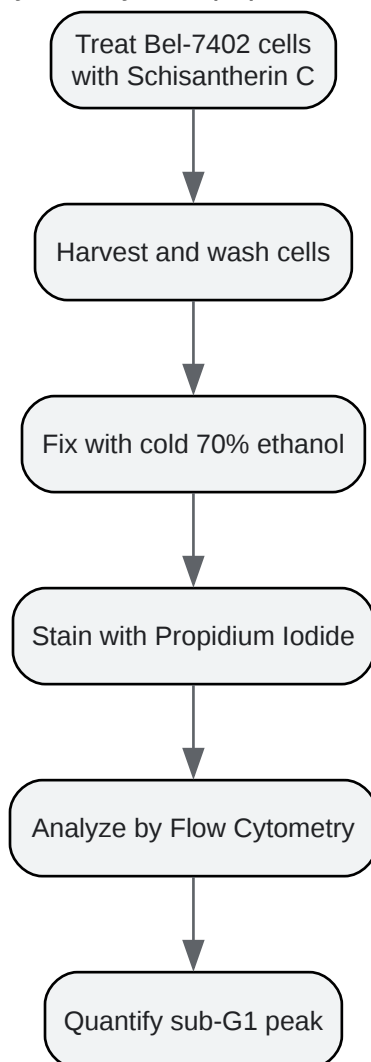 Treat Bel-7402 cells
with Schisantherin C
Harvest and wash cells
Fix with cold 70% ethanol
Stain with Propidium Iodide
Analyze by Flow Cytometry
Quantify sub-G1 peak